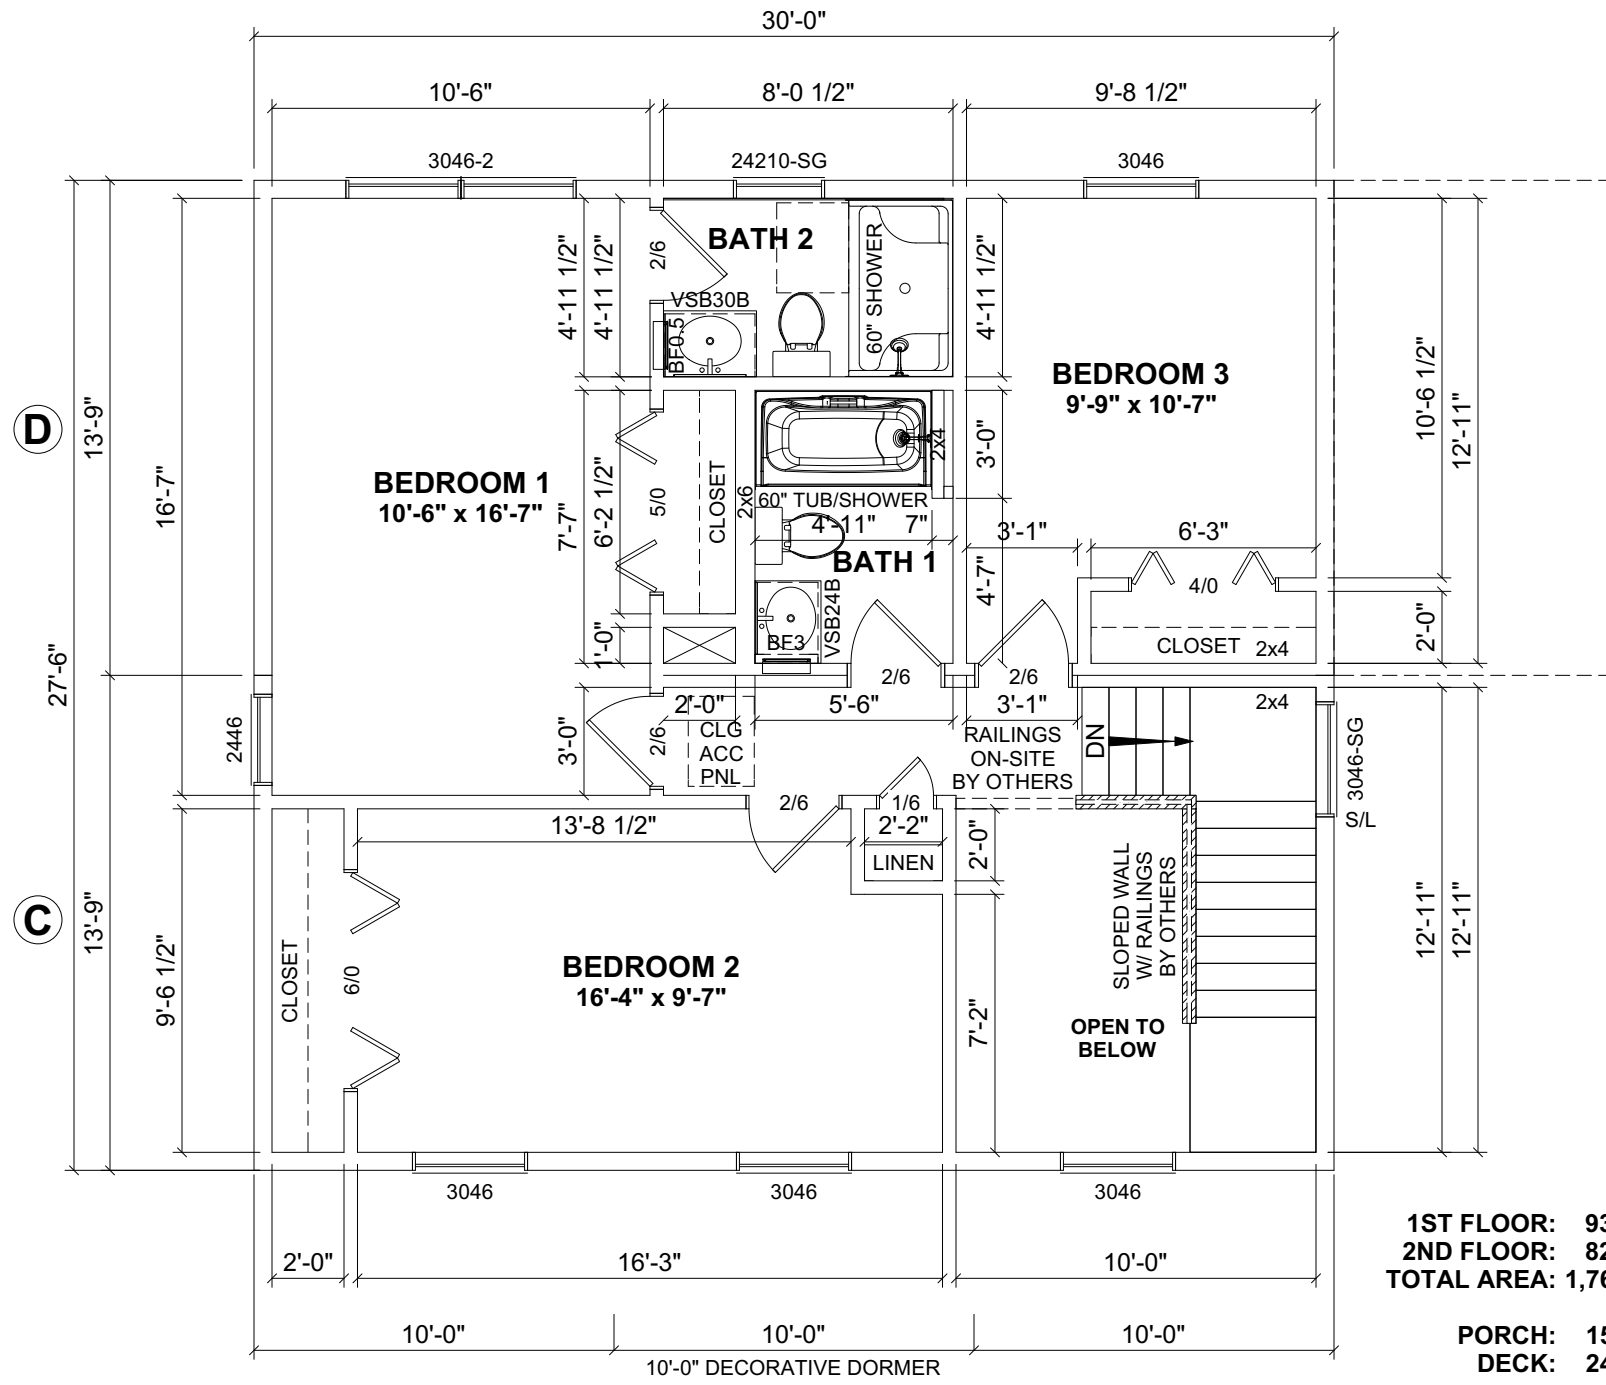 30'-0"
10'-6"
8'-0 1/2"
9'-8 1/2"
3046-2
24210-SG
3046
BATH 2
2/6
60" SHOWER
4'-11 1/2"
4'-11 1/2"
4'-11 1/2"
VSB30B
BF0.5
BEDROOM 3
9'-9" x 10'-7"
10'-6 1/2"
12'-11"
D
13'-9"
16'-7"
BEDROOM 1
10'-6" x 16'-7"
7'-7"
6'-2 1/2"
5/0
CLOSET
2x6
2x4
3'-0"
60" TUB/SHOWER
4'-11"
7"
BATH 1
3'-1"
6'-3"
4'-7"
4/0
VSB24B
BF3
1'-0"
CLOSET
2x4
2'-0"
27'-6"
2/6
2/6
2'-0"
5'-6"
3'-1"
2x4
2446
3'-0"
2/6
CLG
ACC
PNL
RAILINGS
ON-SITE
BY OTHERS
DN
3046-SG
S/L
2/6
1/6
13'-8 1/2"
2'-2"
2'-0"
LINEN
SLOPED WALL
W/ RAILINGS
BY OTHERS
C
13'-9"
9'-6 1/2"
CLOSET
6/0
BEDROOM 2
16'-4" x 9'-7"
7'-2"
OPEN TO
BELOW
12'-11"
12'-11"
3046
3046
3046
1ST FLOOR: 93
2ND FLOOR: 82
TOTAL AREA: 1,76
2'-0"
16'-3"
10'-0"
10'-0"
10'-0"
10'-0"
PORCH: 15
10'-0" DECORATIVE DORMER
DECK: 24